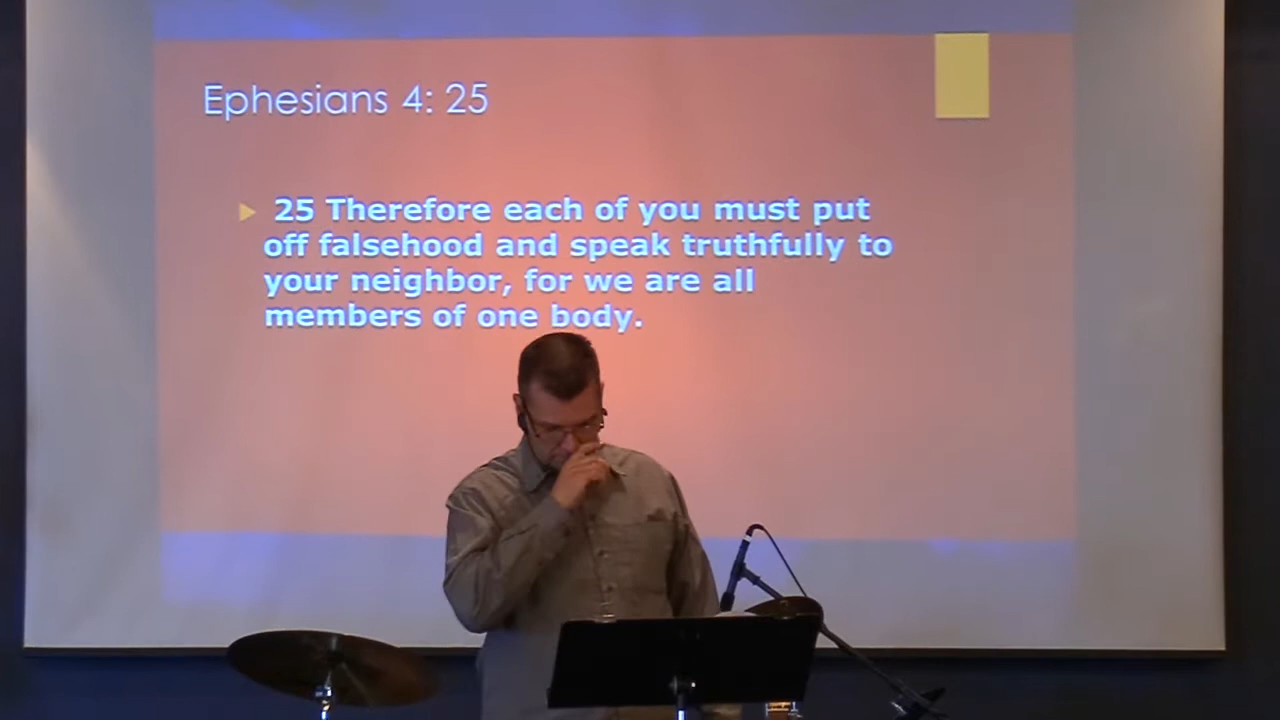 Ephesians 4: 25
25 Therefore each of you must put
off falsehood and speak truthfully to
your neighbor, for we are all
members of one body.